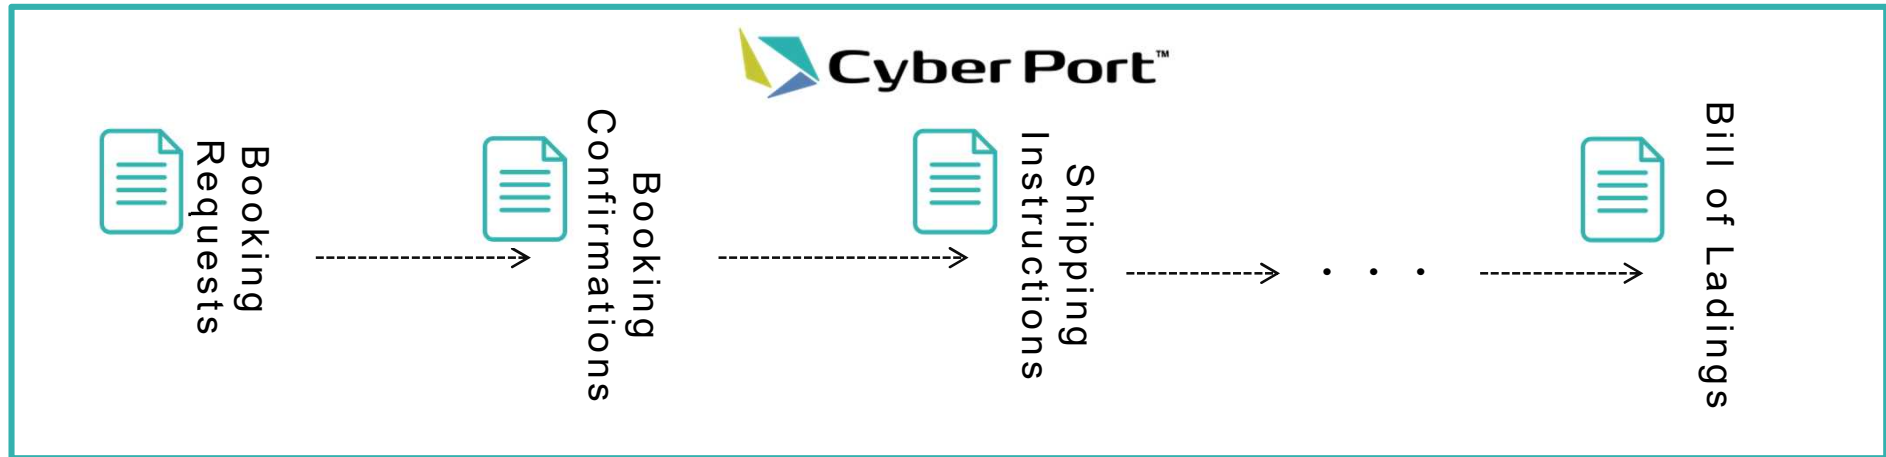 Cyber Port™
Booking
Requests
Booking
Confirmations
Shipping
Instructions
. . .
Bill of Ladings